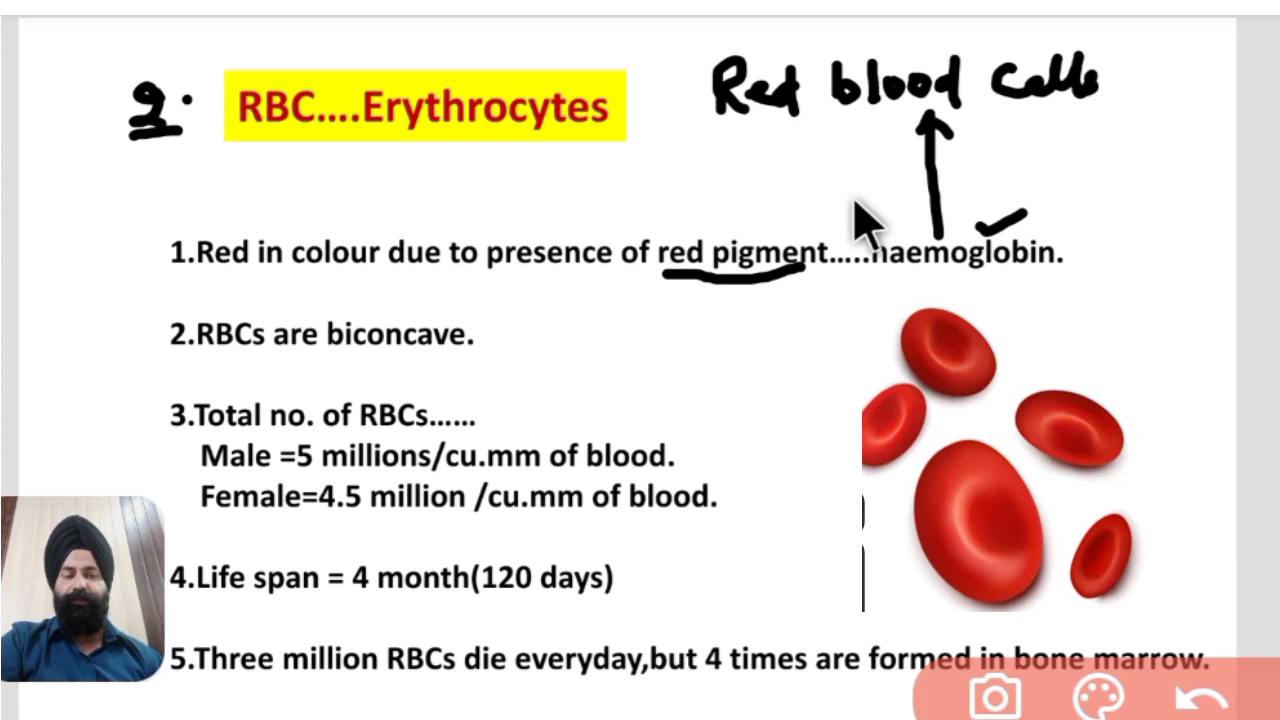 2.
RBC....Erythrocytes
Red blood cells
1.Red in colour due to presence of red pigment.....haemoglobin.
2.RBCs are biconcave.
3.Total no. of RBCs......
Male =5 millions/cu.mm of blood.
Female=4.5 million /cu.mm of blood.
4.Life span = 4 month(120 days)
5.Three million RBCs die everyday,but 4 times are formed in bone marrow.